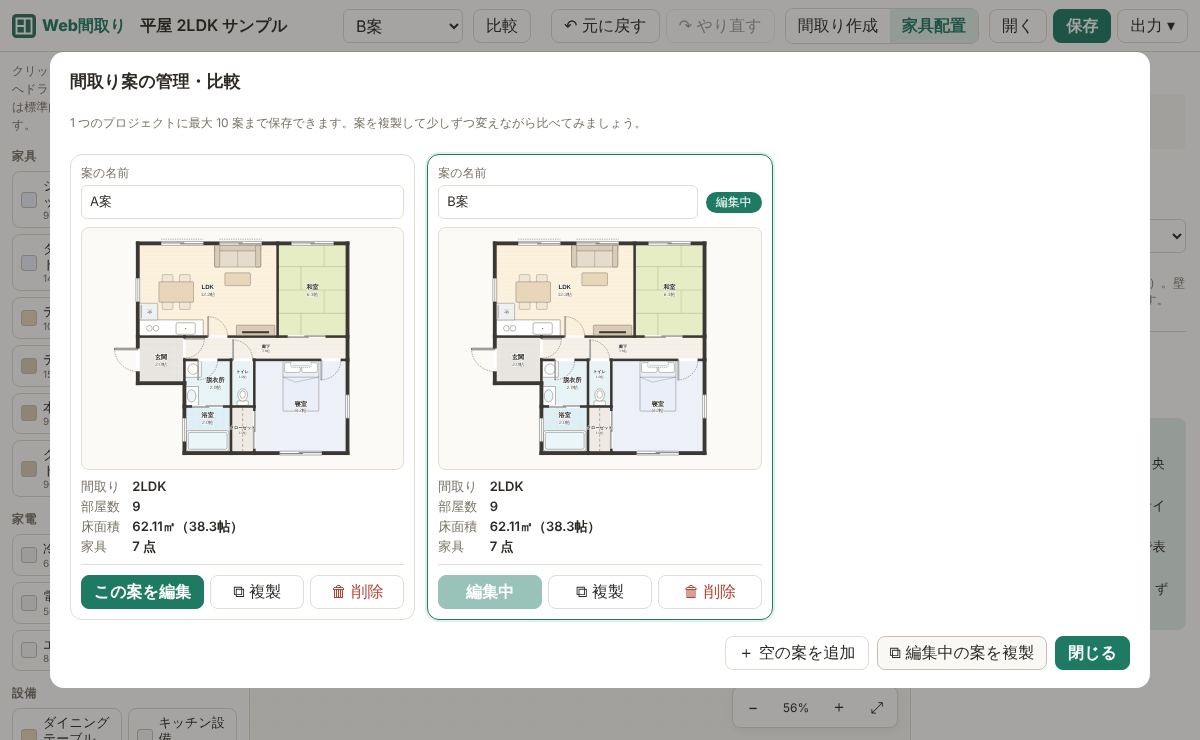 Web間取り 平屋 2LDK サンプル B案 比較 ↶ 元に戻す ↷ やり直す 間取り作成 家具配置 開く 保存 出力 ▾
間取り案の管理・比較
1 つのプロジェクトに最大 10 案まで保存できます。案を複製して少しずつ変えながら比べてみましょう。
案の名前
A案
LDK
和室
玄関
廊下
トイレ
脱衣所
浴室
寝室
間取り 2LDK
部屋数 9
床面積 62.11㎡（38.3帖）
家具 7 点
この案を編集 複製 削除
案の名前
B案 編集中
LDK
和室
玄関
廊下
トイレ
脱衣所
浴室
寝室
間取り 2LDK
部屋数 9
床面積 62.11㎡（38.3帖）
家具 7 点
編集中 複製 削除
＋ 空の案を追加 編集中の案を複製 閉じる
家具
家電
設備
ダイニング
テーブル
キッチン設
備
− 56% +